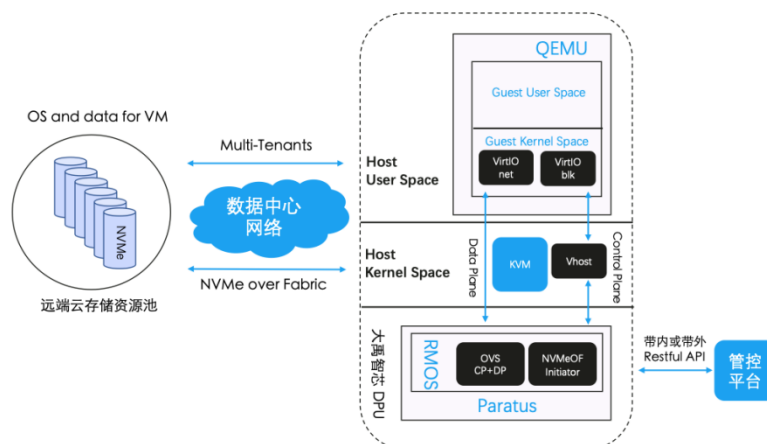 OS and data for VM
NVMe
远端云存储资源池
Multi-Tenants
数据中心
网络
NVMe over Fabric
Host
User Space
QEMU
Guest User Space
Guest Kernel Space
VirtIO
net
VirtIO
blk
Host
Kernel Space
Data Plane
KVM
Vhost
Control Plane
大禹智芯 DPU
RMOS
OVS
CP+DP
NVMeOF
Initiator
Paratus
带内或带外
Restful API
管控
平台